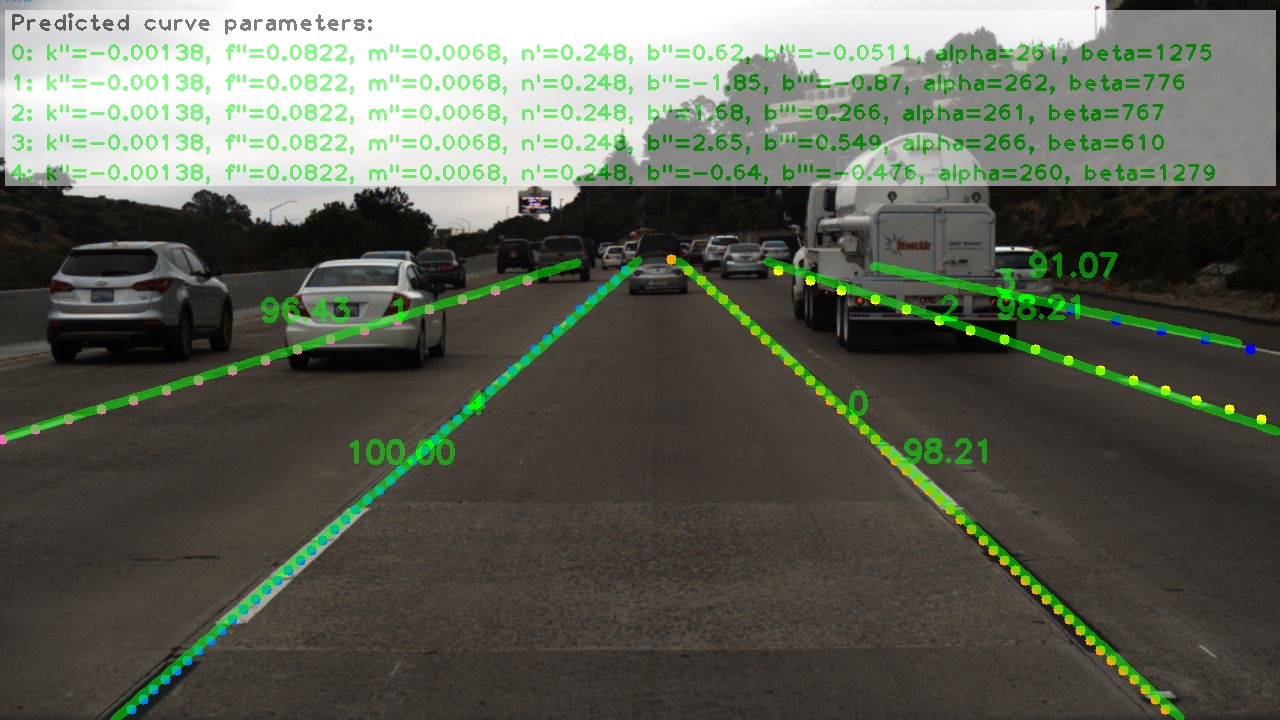 Predicted curve parameters:
0: k''=-0.00138, f''=0.0822, m''=0.0068, n'=0.248, b''=0.62, b'''=-0.0511, alpha=261, beta=1275
1: k''=-0.00138, f''=0.0822, m''=0.0068, n'=0.248, b''=-1.85, b'''=-0.87, alpha=262, beta=776
2: k''=-0.00138, f''=0.0822, m''=0.0068, n'=0.248, b''=1.68, b'''=0.266, alpha=261, beta=767
3: k''=-0.00138, f''=0.0822, m''=0.0068, n'=0.248, b''=2.65, b'''=0.549, alpha=266, beta=610
4: k''=-0.00138, f''=0.0822, m''=0.0068, n'=0.248, b''=-0.64, b'''=-0.476, alpha=260, beta=1279
WestAir
3 91.07
96.43 1
2 98.21
4
0
100.00
98.21